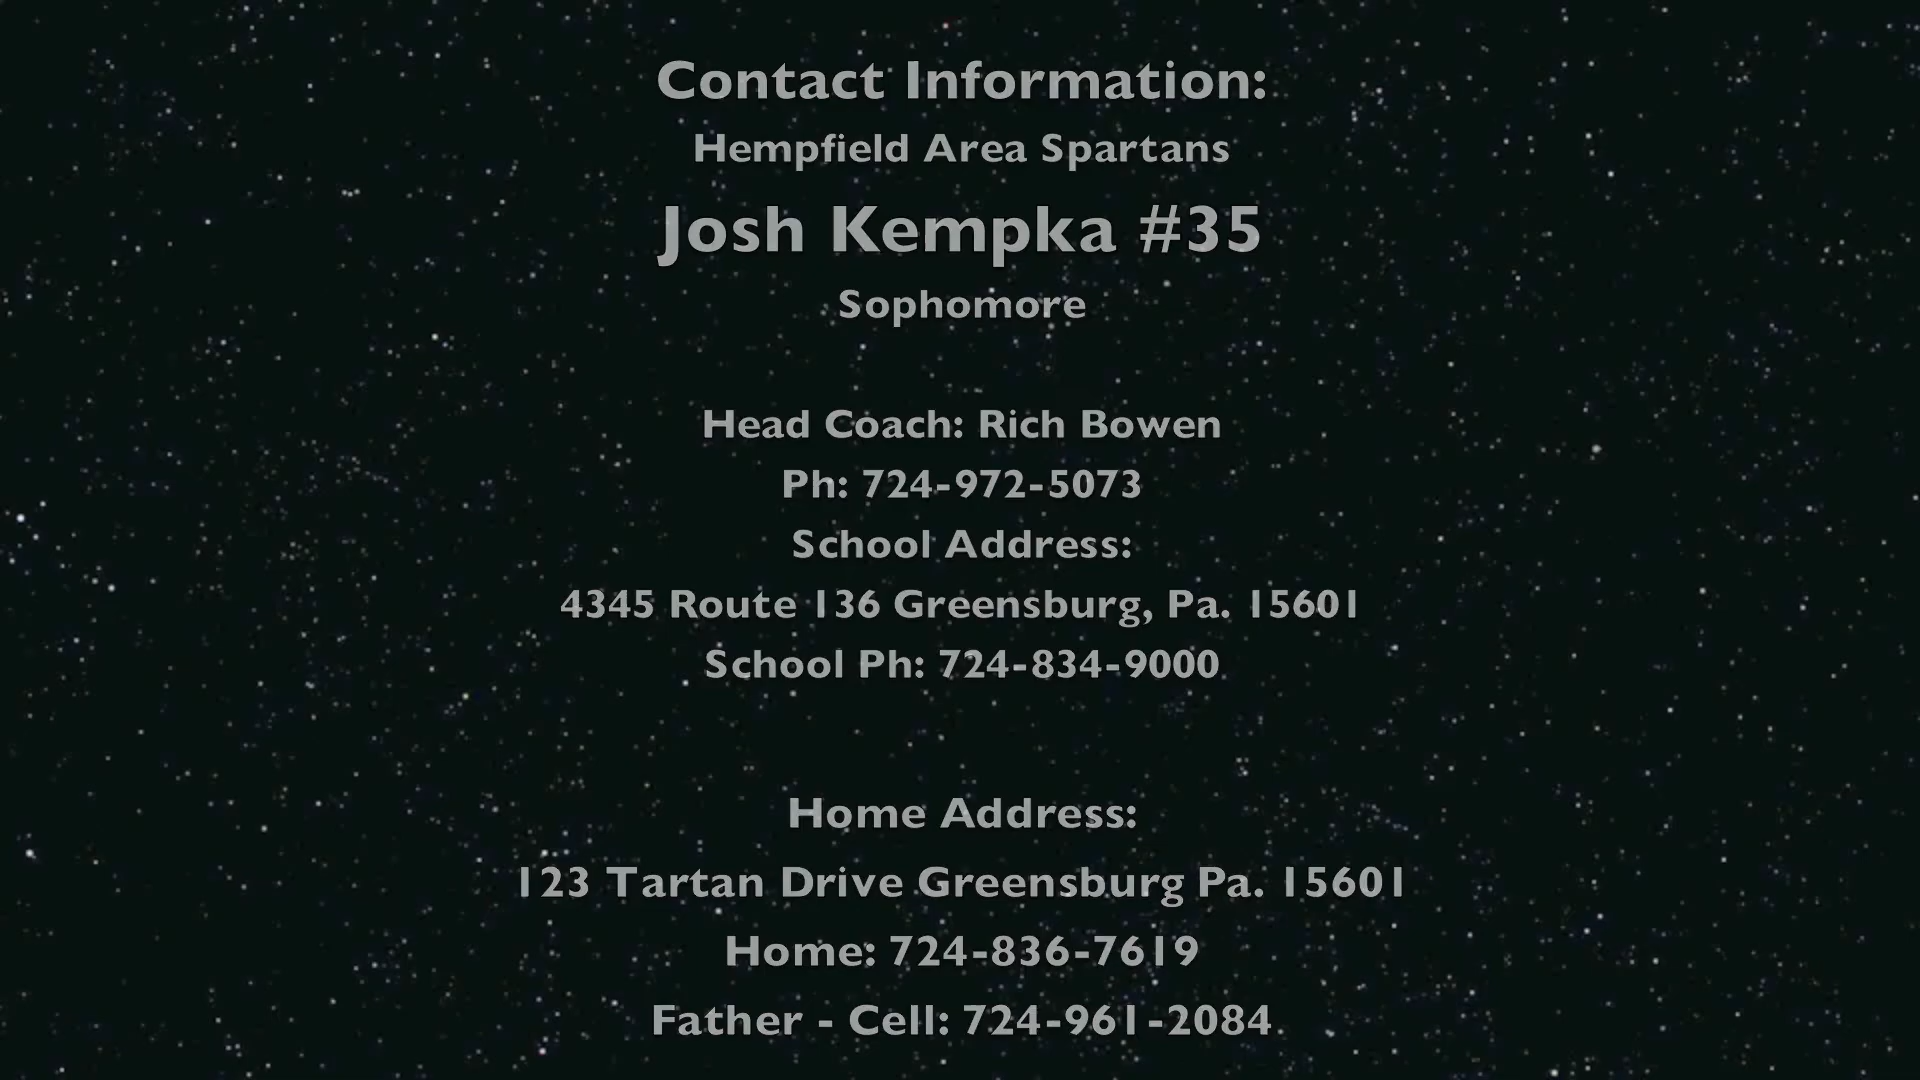 Contact Information:
Hempfield Area Spartans
Josh Kempka #35
Sophomore
Head Coach: Rich Bowen
Ph: 724-972-5073
School Address:
4345 Route 136 Greensburg, Pa. 15601
School Ph: 724-834-9000
Home Address:
123 Tartan Drive Greensburg Pa. 15601
Home: 724-836-7619
Father - Cell: 724-961-2084